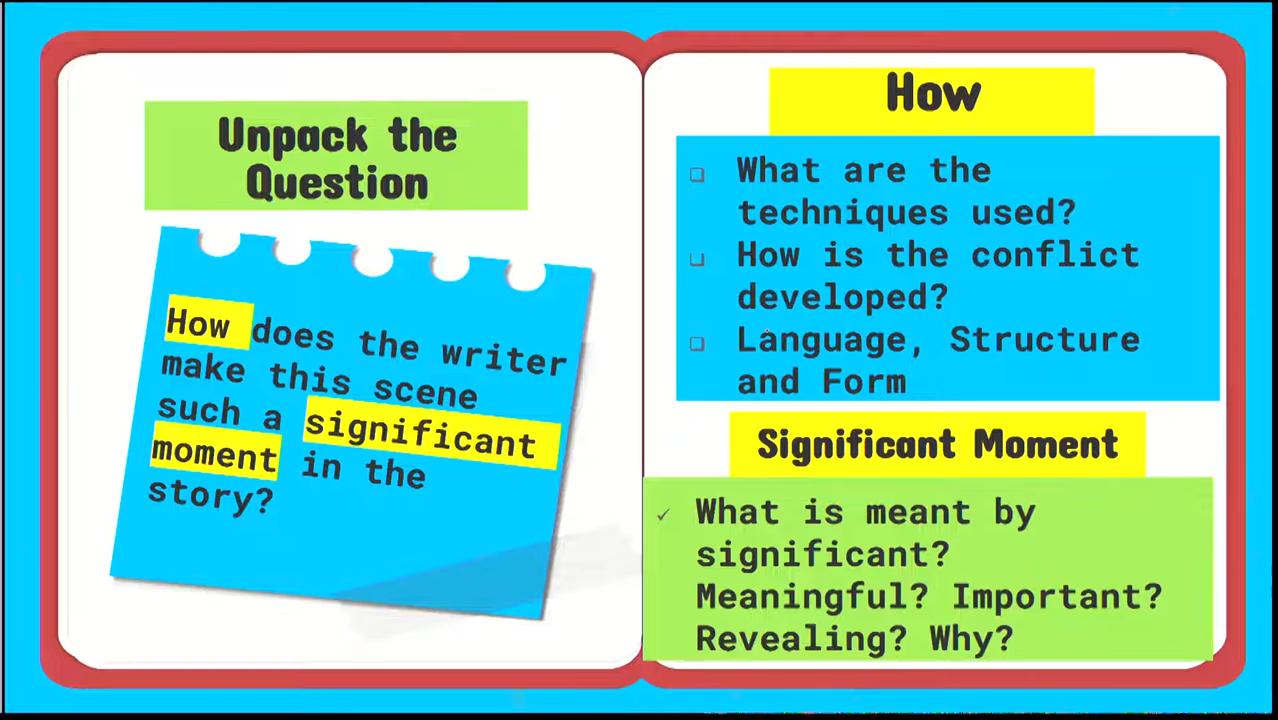 Unpack the
Question
How does the writer
make this scene
such a significant
moment in the
story?
How
❑ What are the
techniques used?
❑ How is the conflict
developed?
❑ Language, Structure
and Form
Significant Moment
✓ What is meant by
significant?
Meaningful? Important?
Revealing? Why?